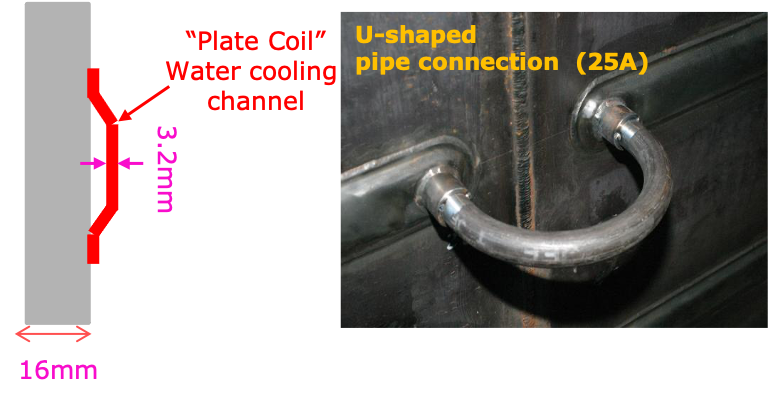 “Plate Coil”
Water cooling
channel
3.2mm
16mm
U-shaped
pipe connection (25A)